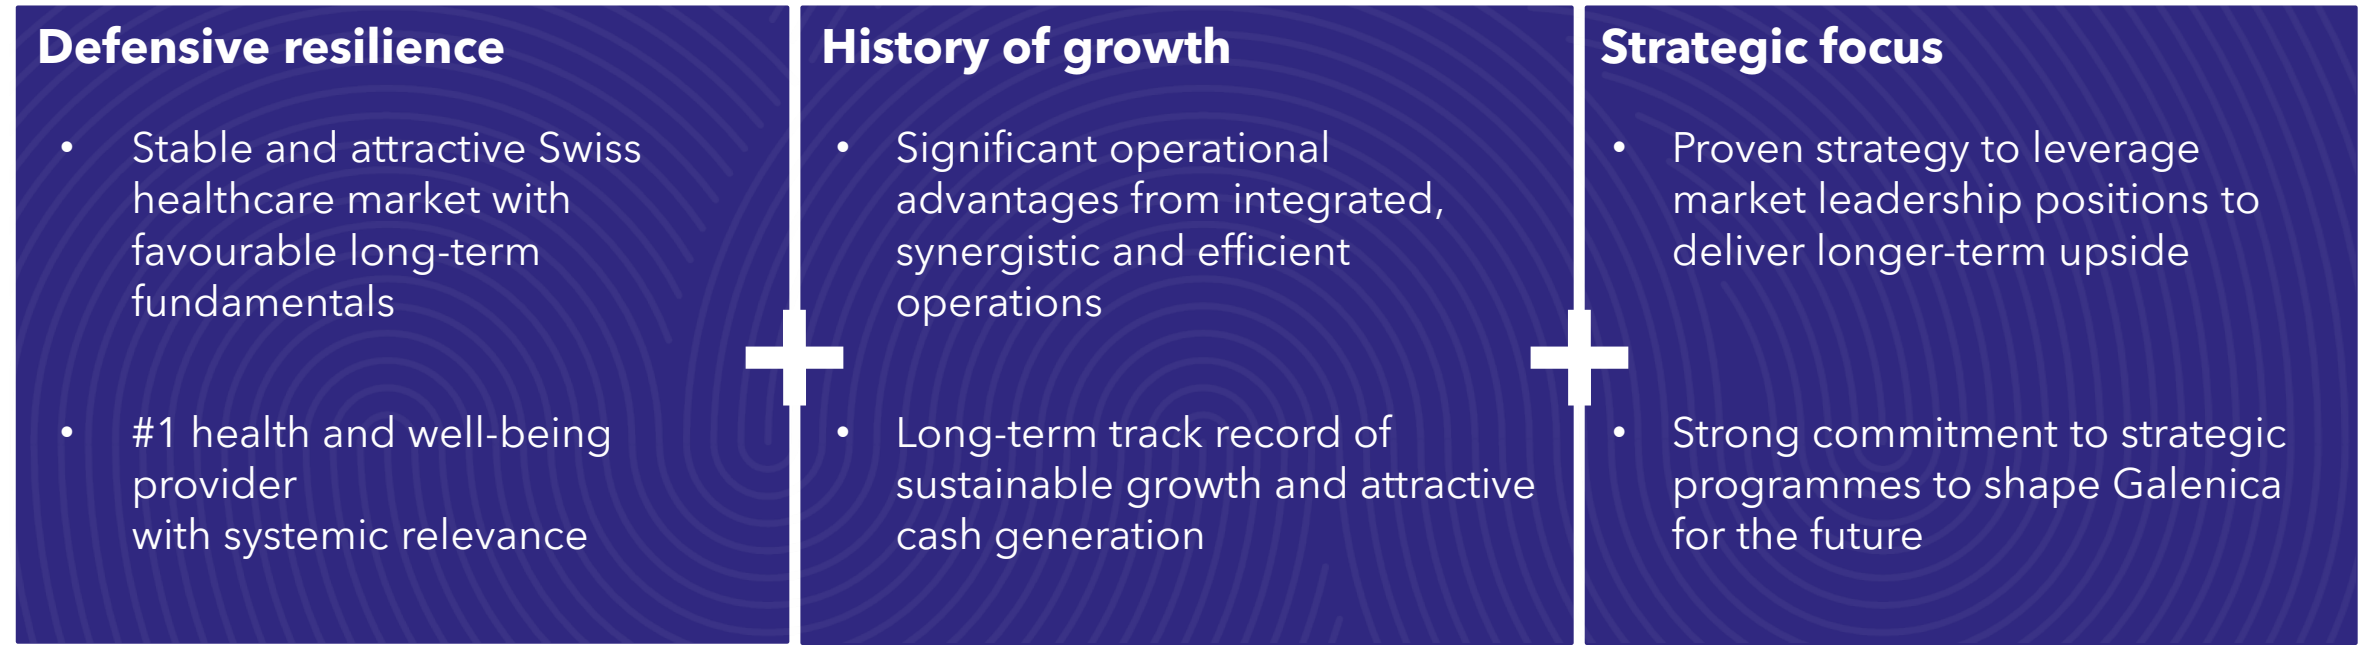 Defensive resilience
• Stable and attractive Swiss
healthcare market with
favourable long-term
fundamentals
• #1 health and well-being
provider
with systemic relevance
History of growth
• Significant operational
advantages from integrated,
synergistic and efficient
operations
• Long-term track record of
sustainable growth and attractive
cash generation
Strategic focus
• Proven strategy to leverage
market leadership positions to
deliver longer-term upside
• Strong commitment to strategic
programmes to shape Galenica
for the future